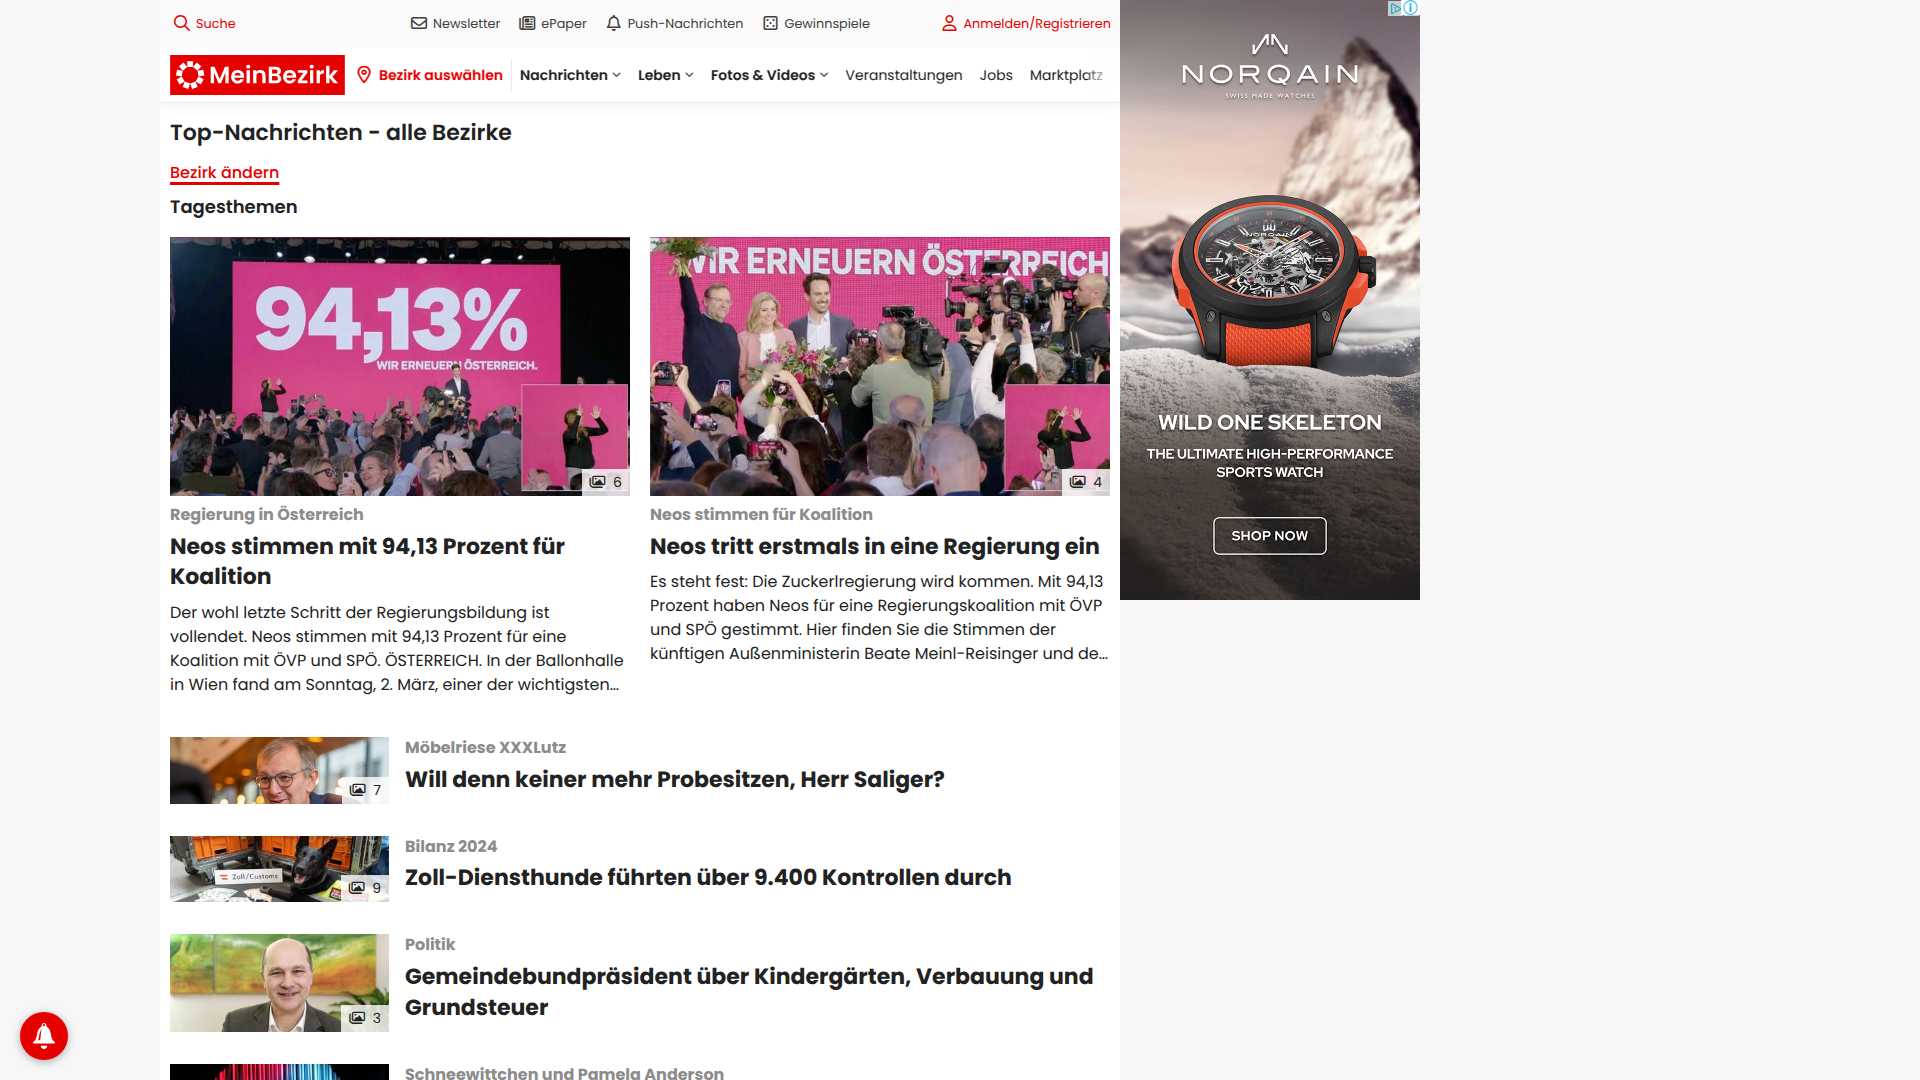 Suche
Newsletter
ePaper
Push-Nachrichten
Gewinnspiele
Anmelden/Registrieren
MeinBezirk
Bezirk auswählen
Nachrichten
Leben
Fotos & Videos
Veranstaltungen
Jobs
Marktplatz
Top-Nachrichten - alle Bezirke
Bezirk ändern
Tagesthemen
94,13%
WIR ERNEUERN ÖSTERREICH.
6
Regierung in Österreich
Neos stimmen mit 94,13 Prozent für
Koalition
Der wohl letzte Schritt der Regierungsbildung ist
vollendet. Neos stimmen mit 94,13 Prozent für eine
Koalition mit ÖVP und SPÖ. ÖSTERREICH. In der Ballonhalle
in Wien fand am Sonntag, 2. März, einer der wichtigsten...
WIR ERNEUERN ÖSTERREICH
4
Neos stimmen für Koalition
Neos tritt erstmals in eine Regierung ein
Es steht fest: Die Zuckerlregierung wird kommen. Mit 94,13
Prozent haben Neos für eine Regierungskoalition mit ÖVP
und SPÖ gestimmt. Hier finden Sie die Stimmen der
künftigen Außenministerin Beate Meinl-Reisinger und de...
7
Möbelriese XXXLutz
Will denn keiner mehr Probesitzen, Herr Saliger?
Zoll/Customs
9
Bilanz 2024
Zoll-Diensthunde führten über 9.400 Kontrollen durch
3
Politik
Gemeindebundpräsident über Kindergärten, Verbauung und
Grundsteuer
Schneewittchen und Pamela Anderson
NORQAIN
SWISS MADE WATCHES
NORQAIN
WILD ONE SKELETON
THE ULTIMATE HIGH-PERFORMANCE
SPORTS WATCH
SHOP NOW